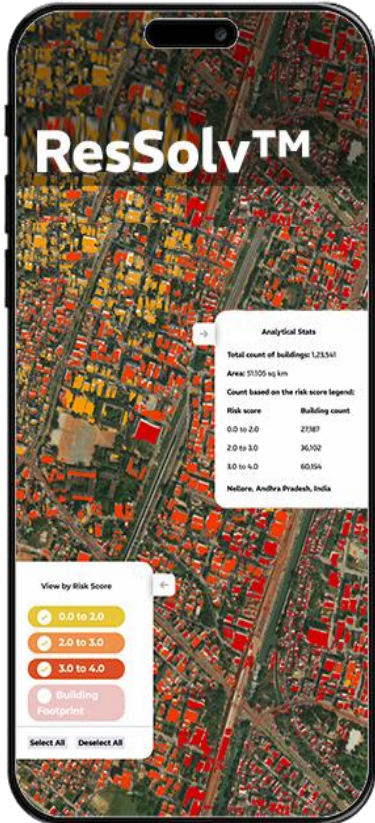 ResSolv™
Analytical Stats
Total count of buildings: 1,23,541
Area: 51.105 sq km
Count based on the risk score legend:
Risk score Building count
0.0 to 2.0 27,187
2.0 to 3.0 36,102
3.0 to 4.0 60,154
Nellore, Andhra Pradesh, India
View by Risk Score
0.0 to 2.0
2.0 to 3.0
3.0 to 4.0
Building
Footprint
Select All Deselect All